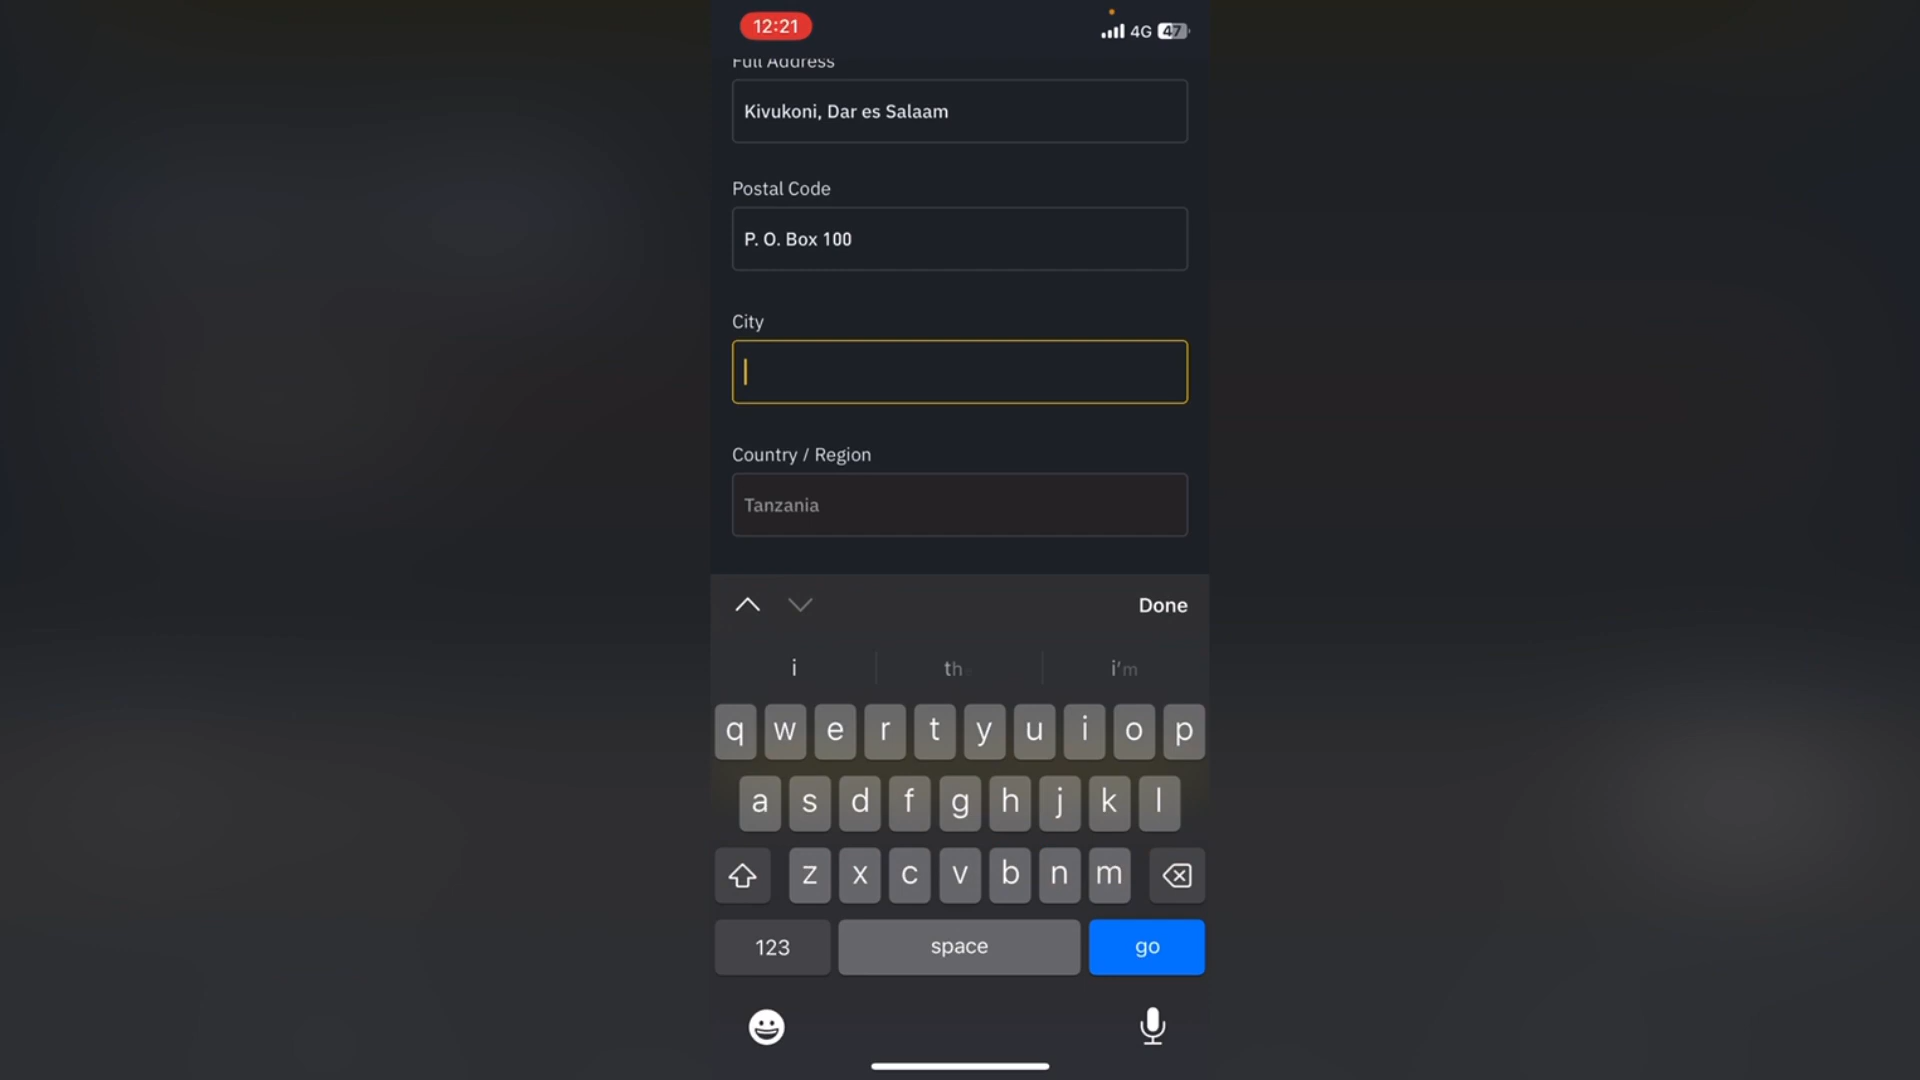 12:21
4G 47
Full Address
Kivukoni, Dar es Salaam
Postal Code
P. O. Box 100
City
Country / Region
Tanzania
Done
i th i'm
q w e r t y u i o p
a s d f g h j k l
z x c v b n m
123 space go